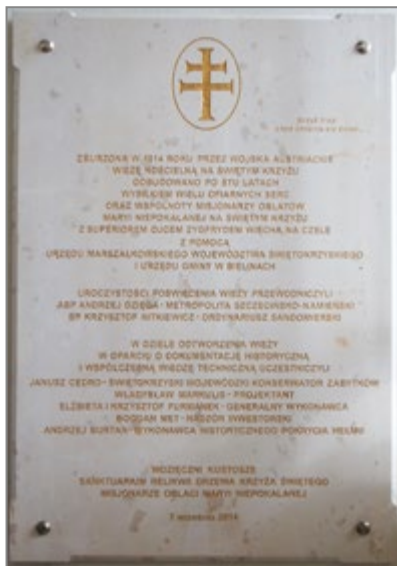 ZBURZONĄ W 1914 ROKU PRZEZ WOJSKA AUSTRIACKIE
WIEŻĘ KOŚCIELNĄ NA ŚWIĘTYM KRZYŻU
ODBUDOWANO PO STU LATACH
WYSIŁKIEM WIELU OFIARNYCH SERC
ORAZ WSPÓLNOTY MISJONARZY OBLATÓW
MARYI NIEPOKALANEJ NA ŚWIĘTYM KRZYŻU
Z SUPERIOREM OJCEM ZYGFRYDEM WIECHĄ NA CZELE
Z POMOCĄ
URZĘDU MARSZAŁKOWSKIEGO WOJEWÓDZTWA ŚWIĘTOKRZYSKIEGO
I URZĘDU GMINY W BIELINACH
UROCZYSTOŚCI POŚWIĘCENIA WIEŻY PRZEWODNICZYLI
ABP ANDRZEJ DZIĘGA - METROPOLITA SZCZECIŃSKO-KAMIEŃSKI
BP KRZYSZTOF NITKIEWICZ - ORDYNARIUSZ SANDOMIERSKI
W DZIELE ODTWORZENIA WIEŻY
W OPARCIU O DOKUMENTACJĘ HISTORYCZNĄ
I WSPÓŁCZESNĄ WIEDZĘ TECHNICZNĄ UCZESTNICZYLI
JANUSZ CEDRO - ŚWIĘTOKRZYSKI WOJEWÓDZKI KONSERWATOR ZABYTKÓW
WŁADYSŁAW MARKULIS - PROJEKTANT
ELŻBIETA I KRZYSZTOF FURMANEK - GENERALNY WYKONAWCA
BOGDAN - NADZÓR INWESTORSKI
ANDRZEJ - WYKONAWCA HISTORYCZNEGO POKRYCIA HEŁMU
WDZIĘCZNI KUSTOSZE
SANKTUARIUM RELIKWII DRZEWA KRZYŻA ŚWIĘTEGO
MISJONARZE OBLACI MARYI NIEPOKALANEJ
2014